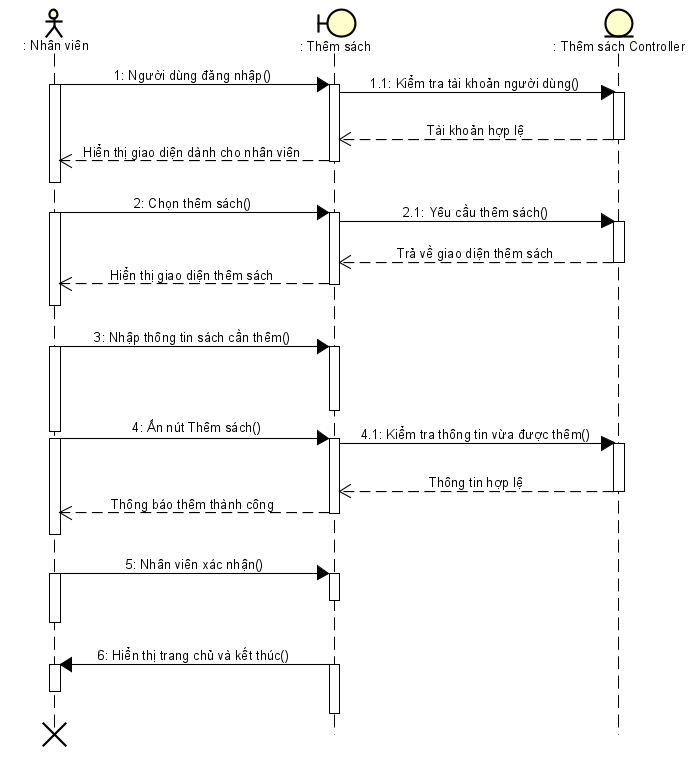 : Nhân viên
: Thêm sách
: Thêm sách Controller
1: Người dùng đăng nhập()
1.1: Kiểm tra tài khoản người dùng()
Tài khoản hợp lệ
Hiển thị giao diện dành cho nhân viên
2: Chọn thêm sách()
2.1: Yêu cầu thêm sách()
Trả về giao diện thêm sách
Hiển thị giao diện thêm sách
3: Nhập thông tin sách cần thêm()
4: Ấn nút Thêm sách()
4.1: Kiểm tra thông tin vừa được thêm()
Thông tin hợp lệ
Thông báo thêm thành công
5: Nhân viên xác nhận()
6: Hiển thị trang chủ và kết thúc()